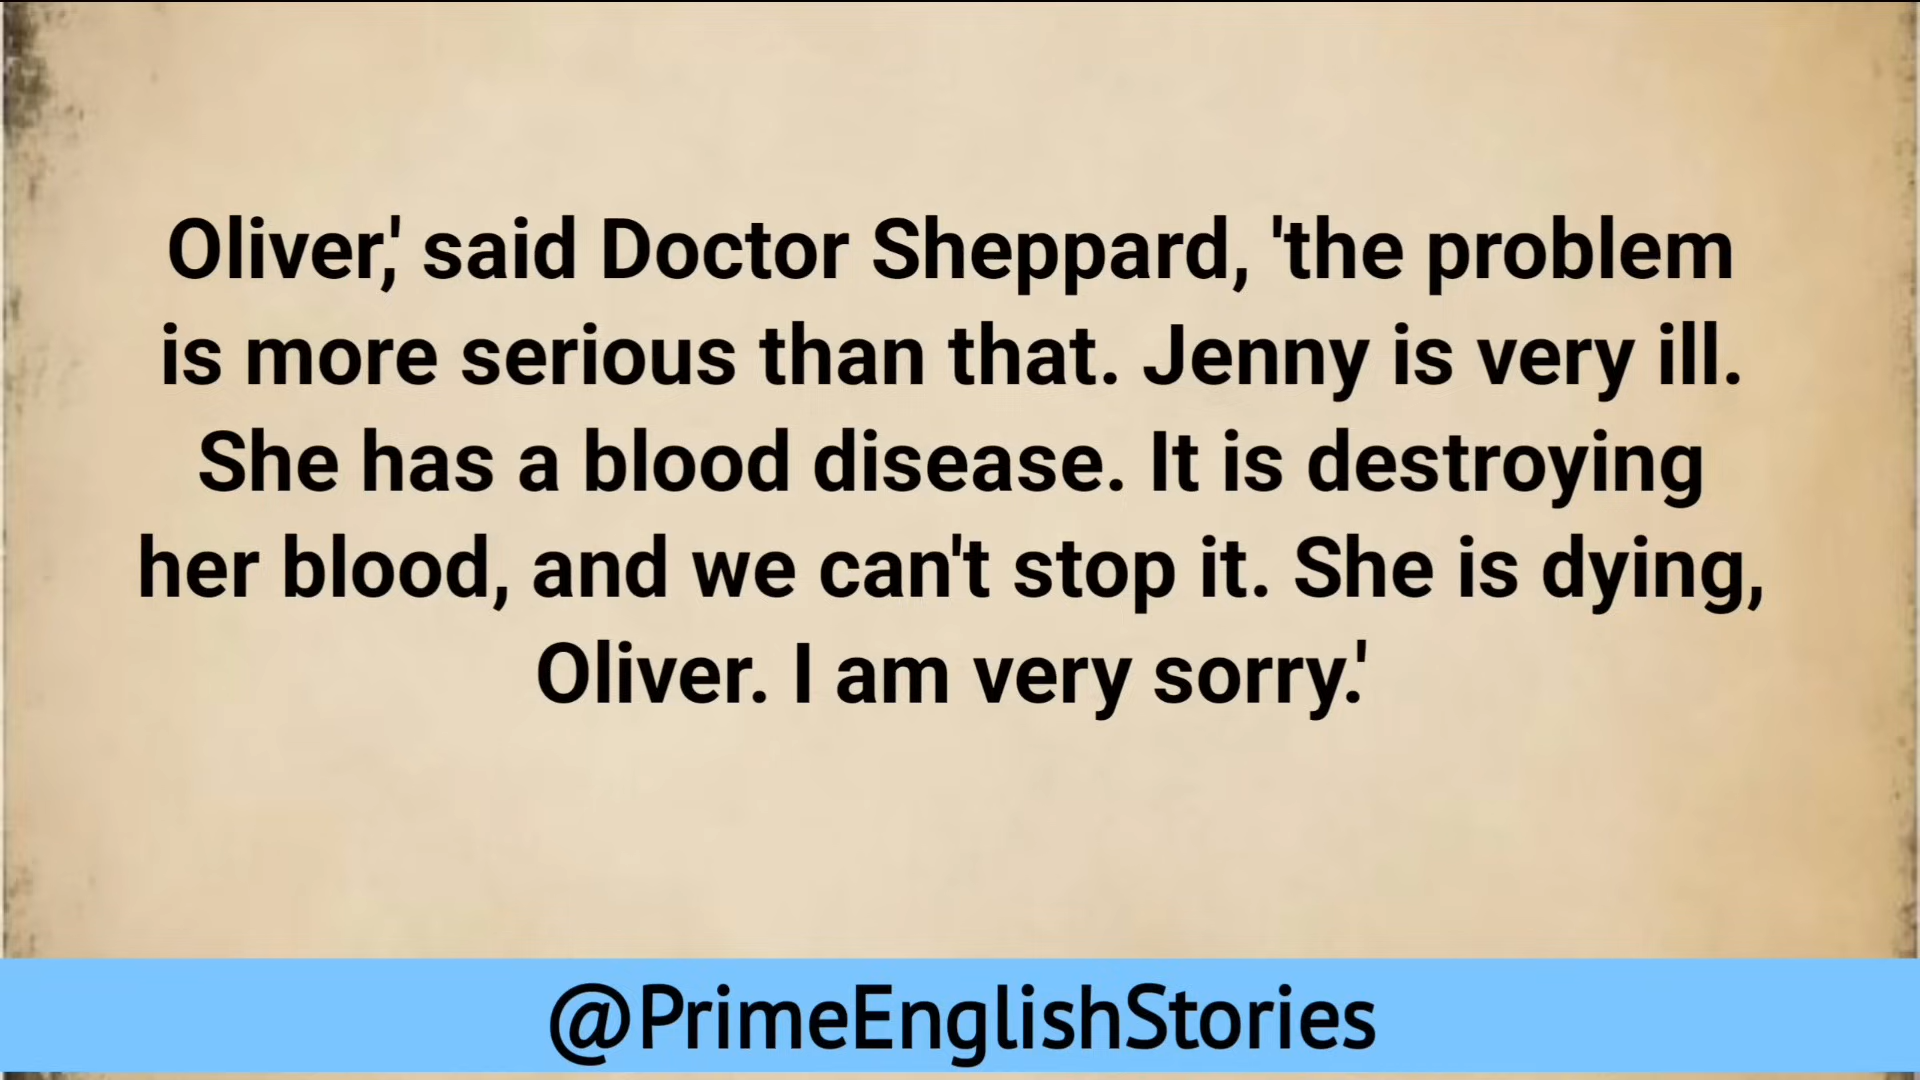 Oliver,' said Doctor Sheppard, 'the problem
is more serious than that. Jenny is very ill.
She has a blood disease. It is destroying
her blood, and we can't stop it. She is dying,
Oliver. I am very sorry.'
@PrimeEnglishStories